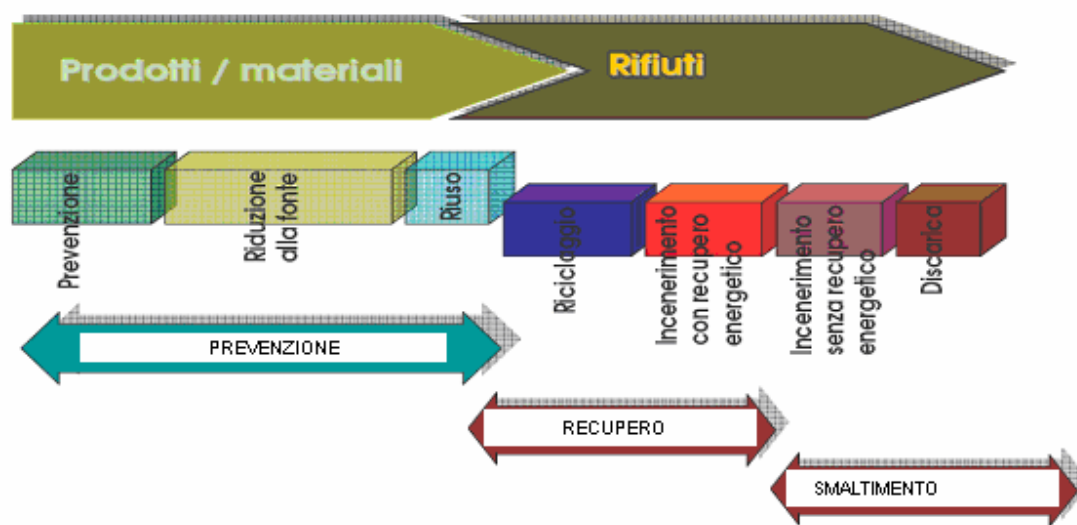 Prodotti / materiali
Rifiuti
Prevenzione
Riduzione
alla fonte
Riuso
Riciclaggio
Incenerimento
con recupero
energetico
Incenerimento
senza recupero
energetico
Discarica
PREVENZIONE
RECUPERO
SMALTIMENTO